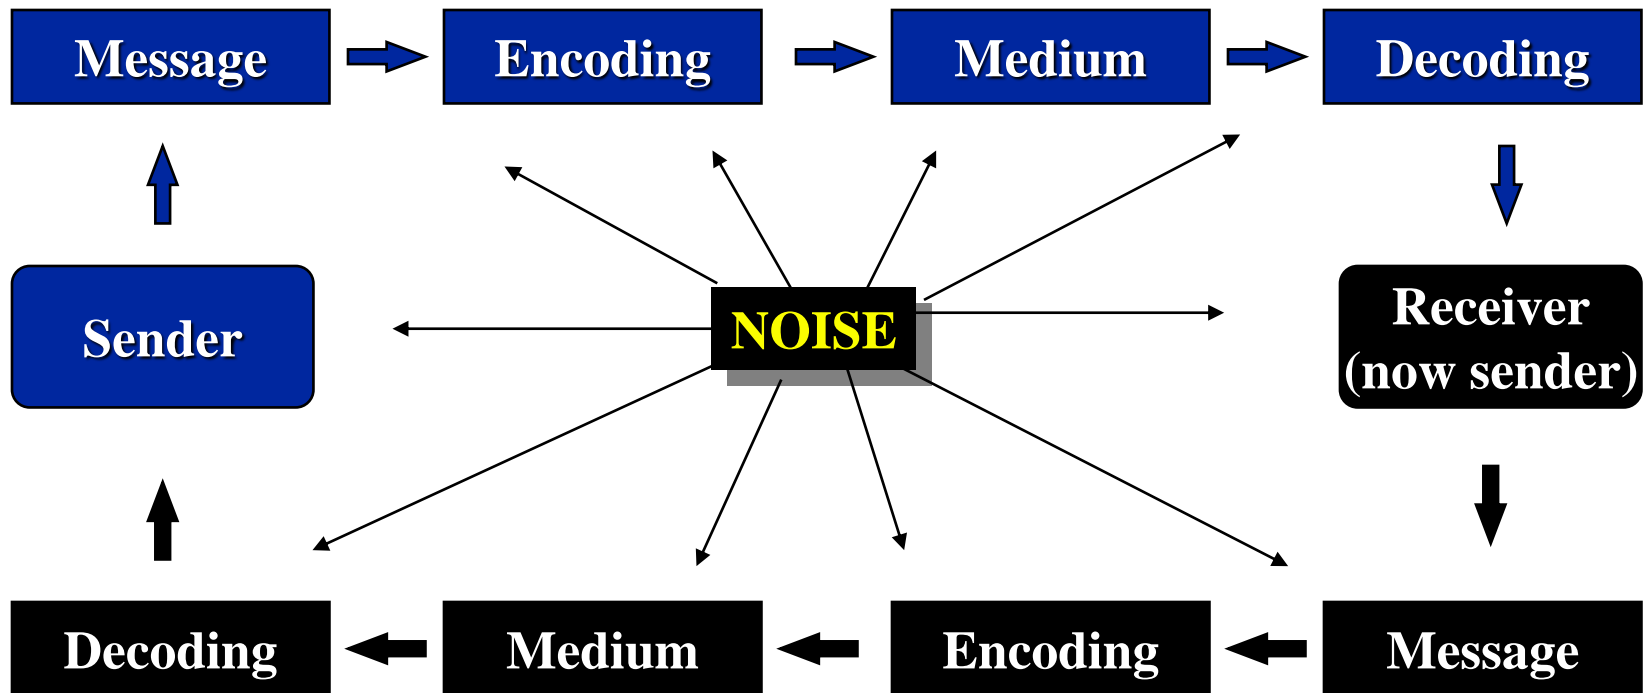 Message
Encoding
Medium
Decoding
Sender
NOISE
Receiver
(now sender)
Decoding
Medium
Encoding
Message